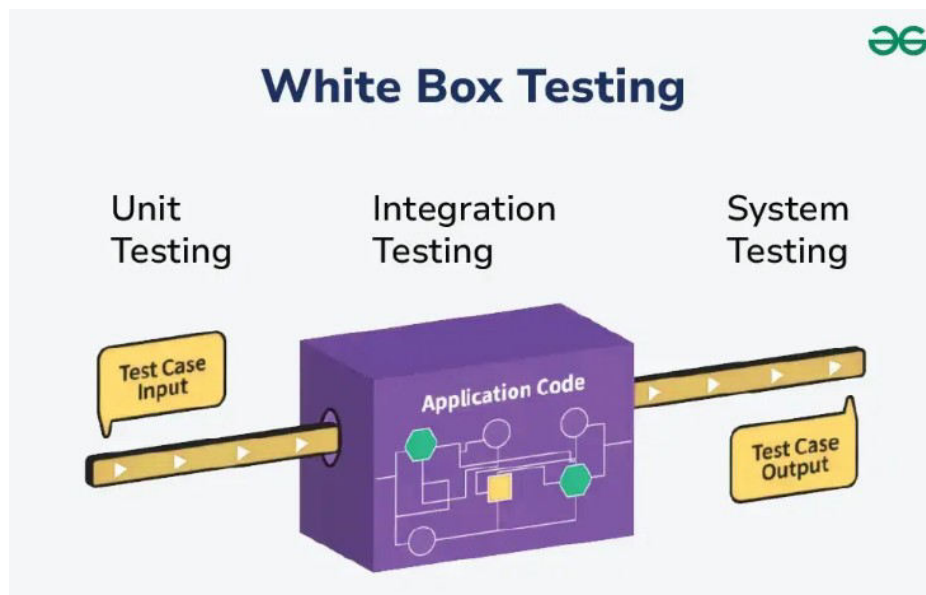 White Box Testing
Unit
Testing
Integration
Testing
System
Testing
Test Case
Input
Application Code
Test Case
Output